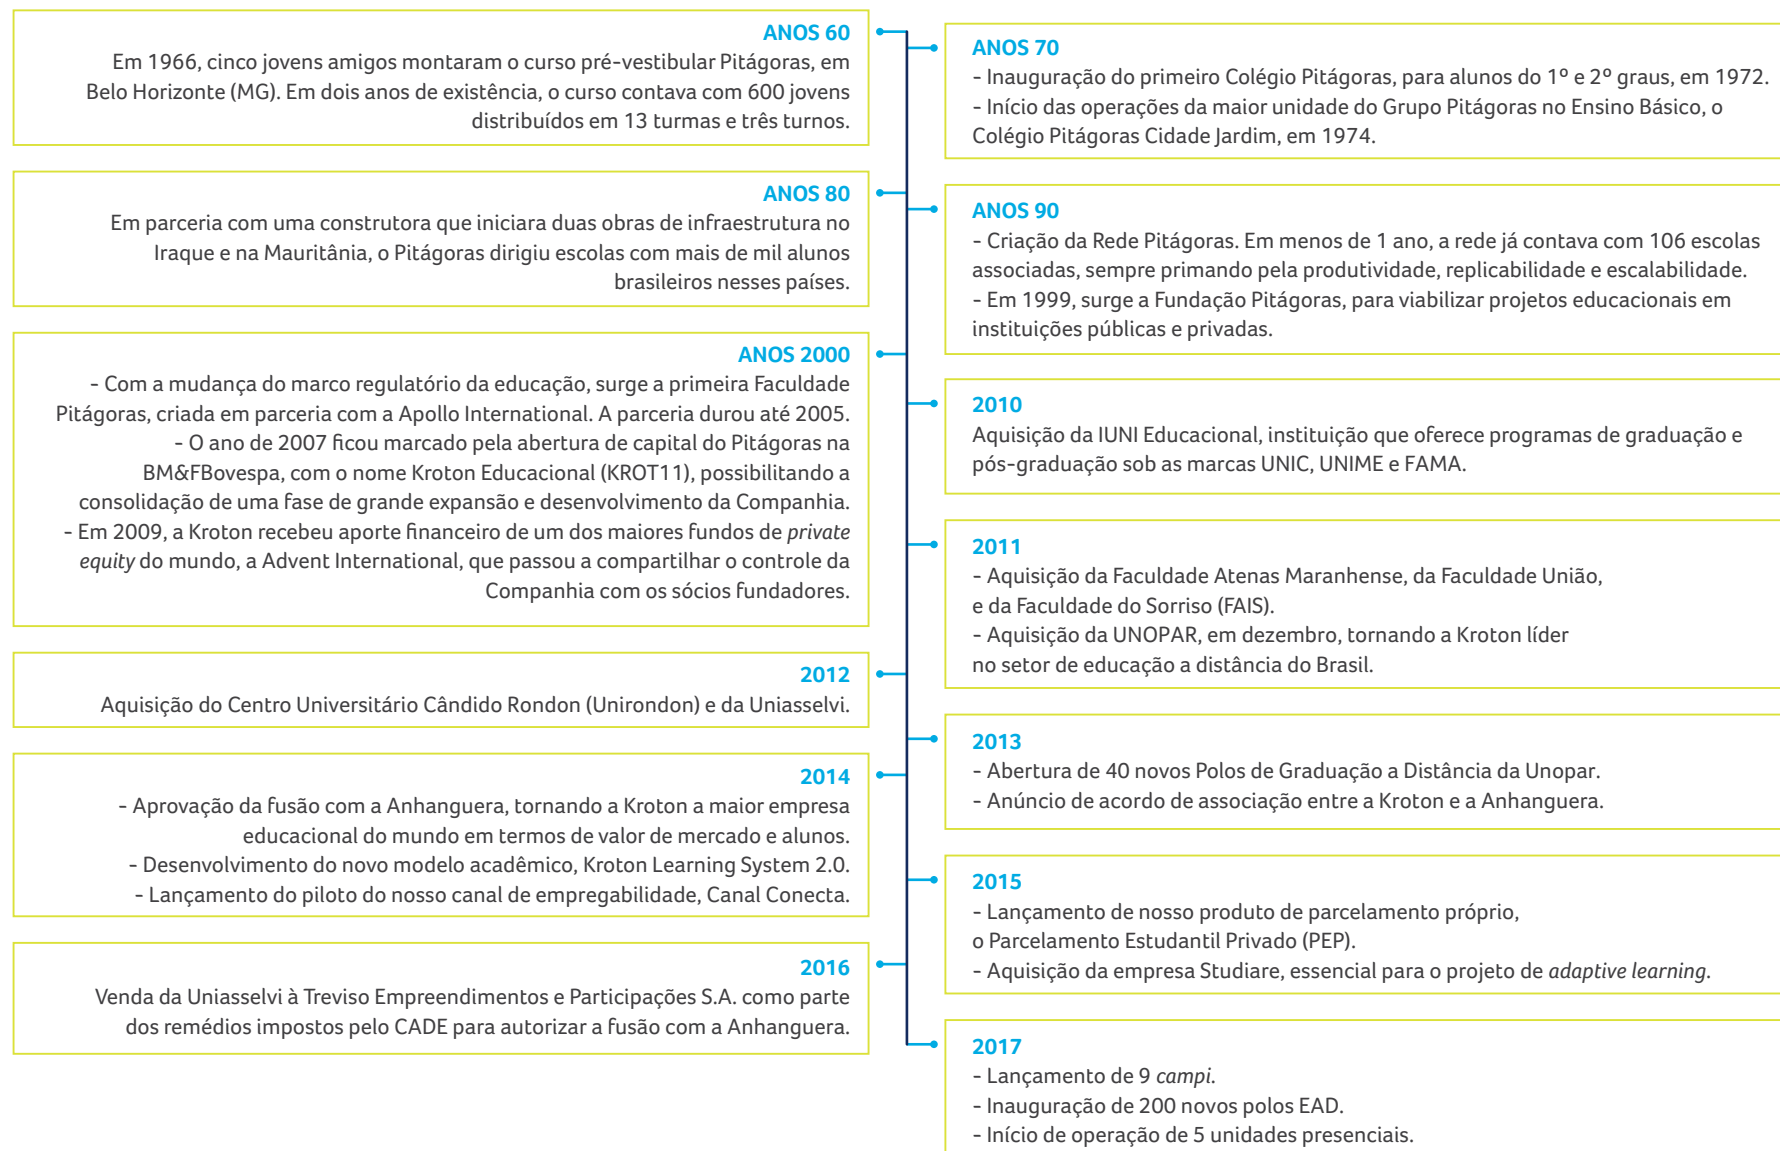 ANOS 60
Em 1966, cinco jovens amigos montaram o curso pré-vestibular Pitágoras, em
Belo Horizonte (MG). Em dois anos de existência, o curso contava com 600 jovens
distribuídos em 13 turmas e três turnos.
ANOS 70
- Inauguração do primeiro Colégio Pitágoras, para alunos do 1º e 2º graus, em 1972.
- Início das operações da maior unidade do Grupo Pitágoras no Ensino Básico, o
Colégio Pitágoras Cidade Jardim, em 1974.
ANOS 80
Em parceria com uma construtora que iniciara duas obras de infraestrutura no
Iraque e na Mauritânia, o Pitágoras dirigiu escolas com mais de mil alunos
brasileiros nesses países.
ANOS 90
- Criação da Rede Pitágoras. Em menos de 1 ano, a rede já contava com 106 escolas
associadas, sempre primando pela produtividade, replicabilidade e escalabilidade.
- Em 1999, surge a Fundação Pitágoras, para viabilizar projetos educacionais em
instituições públicas e privadas.
ANOS 2000
- Com a mudança do marco regulatório da educação, surge a primeira Faculdade
Pitágoras, criada em parceria com a Apollo International. A parceria durou até 2005.
- O ano de 2007 ficou marcado pela abertura de capital do Pitágoras na
BM&FBovespa, com o nome Kroton Educacional (KROT11), possibilitando a
consolidação de uma fase de grande expansão e desenvolvimento da Companhia.
- Em 2009, a Kroton recebeu aporte financeiro de um dos maiores fundos de private
equity do mundo, a Advent International, que passou a compartilhar o controle da
Companhia com os sócios fundadores.
2010
Aquisição da IUNI Educacional, instituição que oferece programas de graduação e
pós-graduação sob as marcas UNIC, UNIME e FAMA.
2011
- Aquisição da Faculdade Atenas Maranhense, da Faculdade União,
e da Faculdade do Sorriso (FAIS).
- Aquisição da UNOPAR, em dezembro, tornando a Kroton líder
no setor de educação a distância do Brasil.
2012
Aquisição do Centro Universitário Cândido Rondon (Unirondon) e da Uniasselvi.
2013
- Abertura de 40 novos Polos de Graduação a Distância da Unopar.
- Anúncio de acordo de associação entre a Kroton e a Anhanguera.
2014
- Aprovação da fusão com a Anhanguera, tornando a Kroton a maior empresa
educacional do mundo em termos de valor de mercado e alunos.
- Desenvolvimento do novo modelo acadêmico, Kroton Learning System 2.0.
- Lançamento do piloto do nosso canal de empregabilidade, Canal Conecta.
2015
- Lançamento de nosso produto de parcelamento próprio,
o Parcelamento Estudantil Privado (PEP).
- Aquisição da empresa Studiare, essencial para o projeto de adaptive learning.
2016
Venda da Uniasselvi à Treviso Empreendimentos e Participações S.A. como parte
dos remédios impostos pelo CADE para autorizar a fusão com a Anhanguera.
2017
- Lançamento de 9 campi.
- Inauguração de 200 novos polos EAD.
- Início de operação de 5 unidades presenciais.